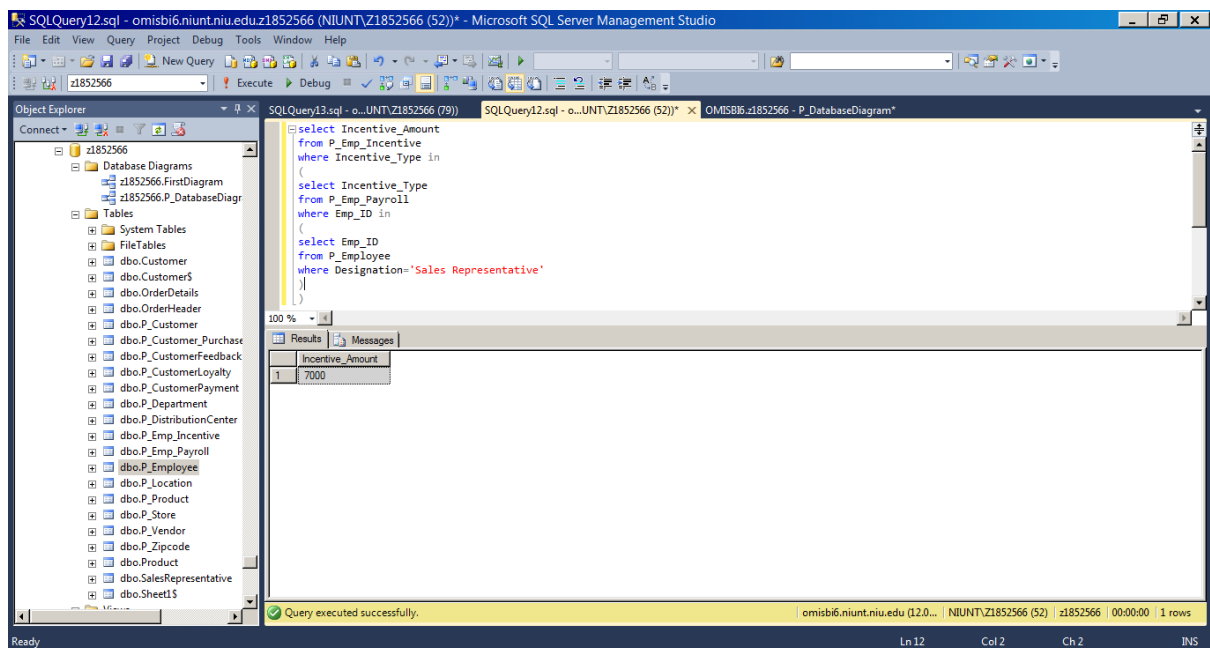 SQLQuery12.sql - omisbi6.niunt.niu.edu.z1852566 (NIUNT\Z1852566 (52))* - Microsoft SQL Server Management Studio
File Edit View Query Project Debug Tools Window Help
New Query
z1852566 Execute Debug
Object Explorer
SQLQuery13.sql - o...UNT\Z1852566 (79)) SQLQuery12.sql - o...UNT\Z1852566 (52))* OMISBI6.z1852566 - P_DatabaseDiagram*
Connect
z1852566
Database Diagrams
z1852566.FirstDiagram
z1852566.P_DatabaseDiagr
Tables
System Tables
FileTables
dbo.Customer
dbo.Customer$
dbo.OrderDetails
dbo.OrderHeader
dbo.P_Customer
dbo.P_Customer_Purchase
dbo.P_CustomerFeedback
dbo.P_CustomerLoyalty
dbo.P_CustomerPayment
dbo.P_Department
dbo.P_DistributionCenter
dbo.P_Emp_Incentive
dbo.P_Emp_Payroll
dbo.P_Employee
dbo.P_Location
dbo.P_Product
dbo.P_Store
dbo.P_Vendor
dbo.P_Zipcode
dbo.Product
dbo.SalesRepresentative
dbo.Sheet1$
select Incentive_Amount
from P_Emp_Incentive
where Incentive_Type in
(
select Incentive_Type
from P_Emp_Payroll
where Emp_ID in
(
select Emp_ID
from P_Employee
where Designation='Sales Representative'
)
)
100 %
Results Messages
Incentive_Amount
1 7000
Query executed successfully. omisbi6.niunt.niu.edu (12.0... NIUNT\Z1852566 (52) z1852566 00:00:00 1 rows
Ready Ln 12 Col 2 Ch 2 INS